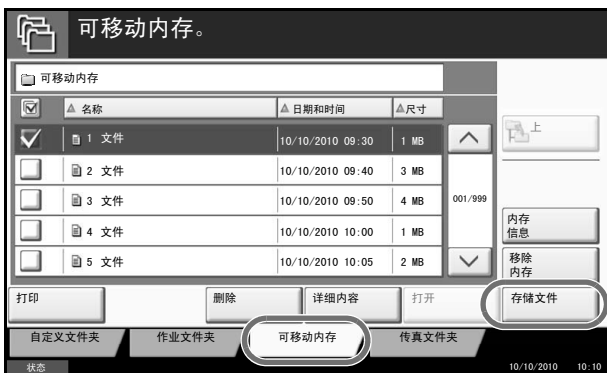 可移动内存。
可移动内存
名称 日期和时间 尺寸
1 文件 10/10/2010 09:30 1 MB
2 文件 10/10/2010 09:40 3 MB
3 文件 10/10/2010 09:50 4 MB
4 文件 10/10/2010 10:00 1 MB
5 文件 10/10/2010 10:05 2 MB
001/999
上
内存
信息
移除
内存
打印 删除 详细内容 打开 存储文件
自定义文件夹 作业文件夹 可移动内存 传真文件夹
状态 10/10/2010 10:10